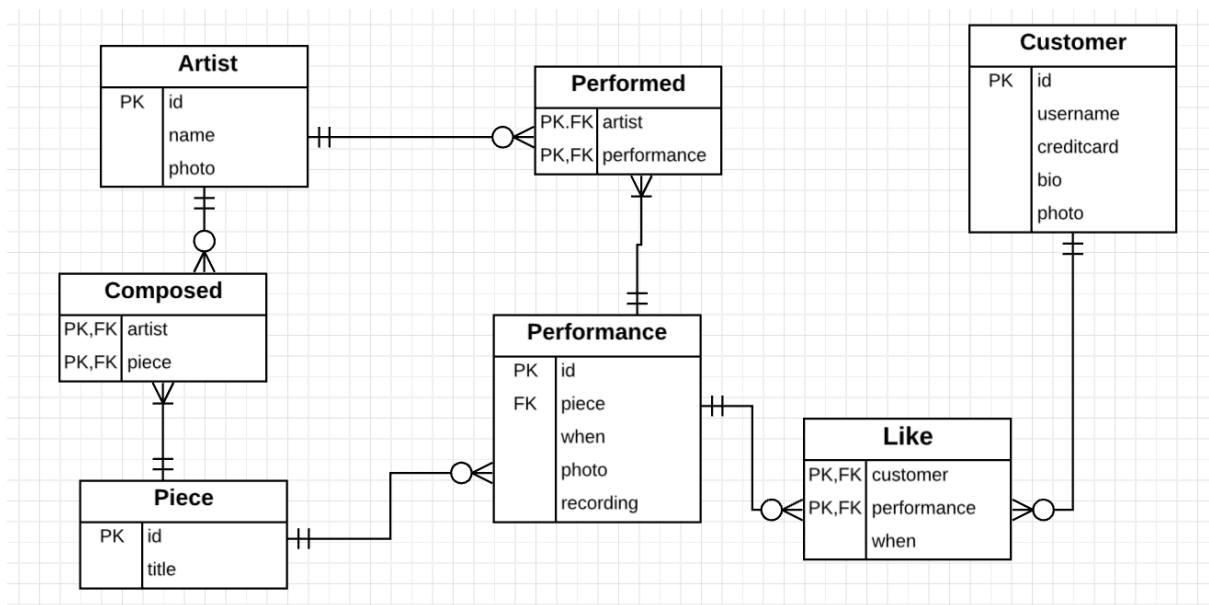 Artist
PK id
name
photo
Performed
PK.FK artist
PK,FK performance
Customer
PK id
username
creditcard
bio
photo
Composed
PK,FK artist
PK,FK piece
Performance
PK id
FK piece
when
photo
recording
Like
PK,FK customer
PK,FK performance
when
Piece
PK id
title